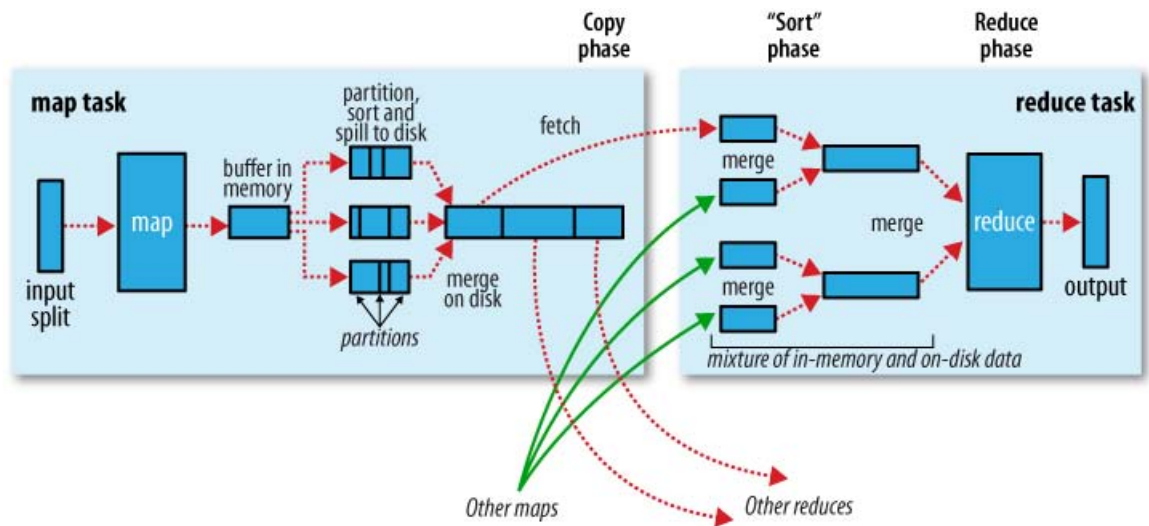 Copy
phase
“Sort”
phase
Reduce
phase
map task
partition,
sort and
spill to disk
fetch
buffer in
memory
map
merge
on disk
input
split
partitions
reduce task
merge
merge
merge
reduce
output
mixture of in-memory and on-disk data
Other maps
Other reduces